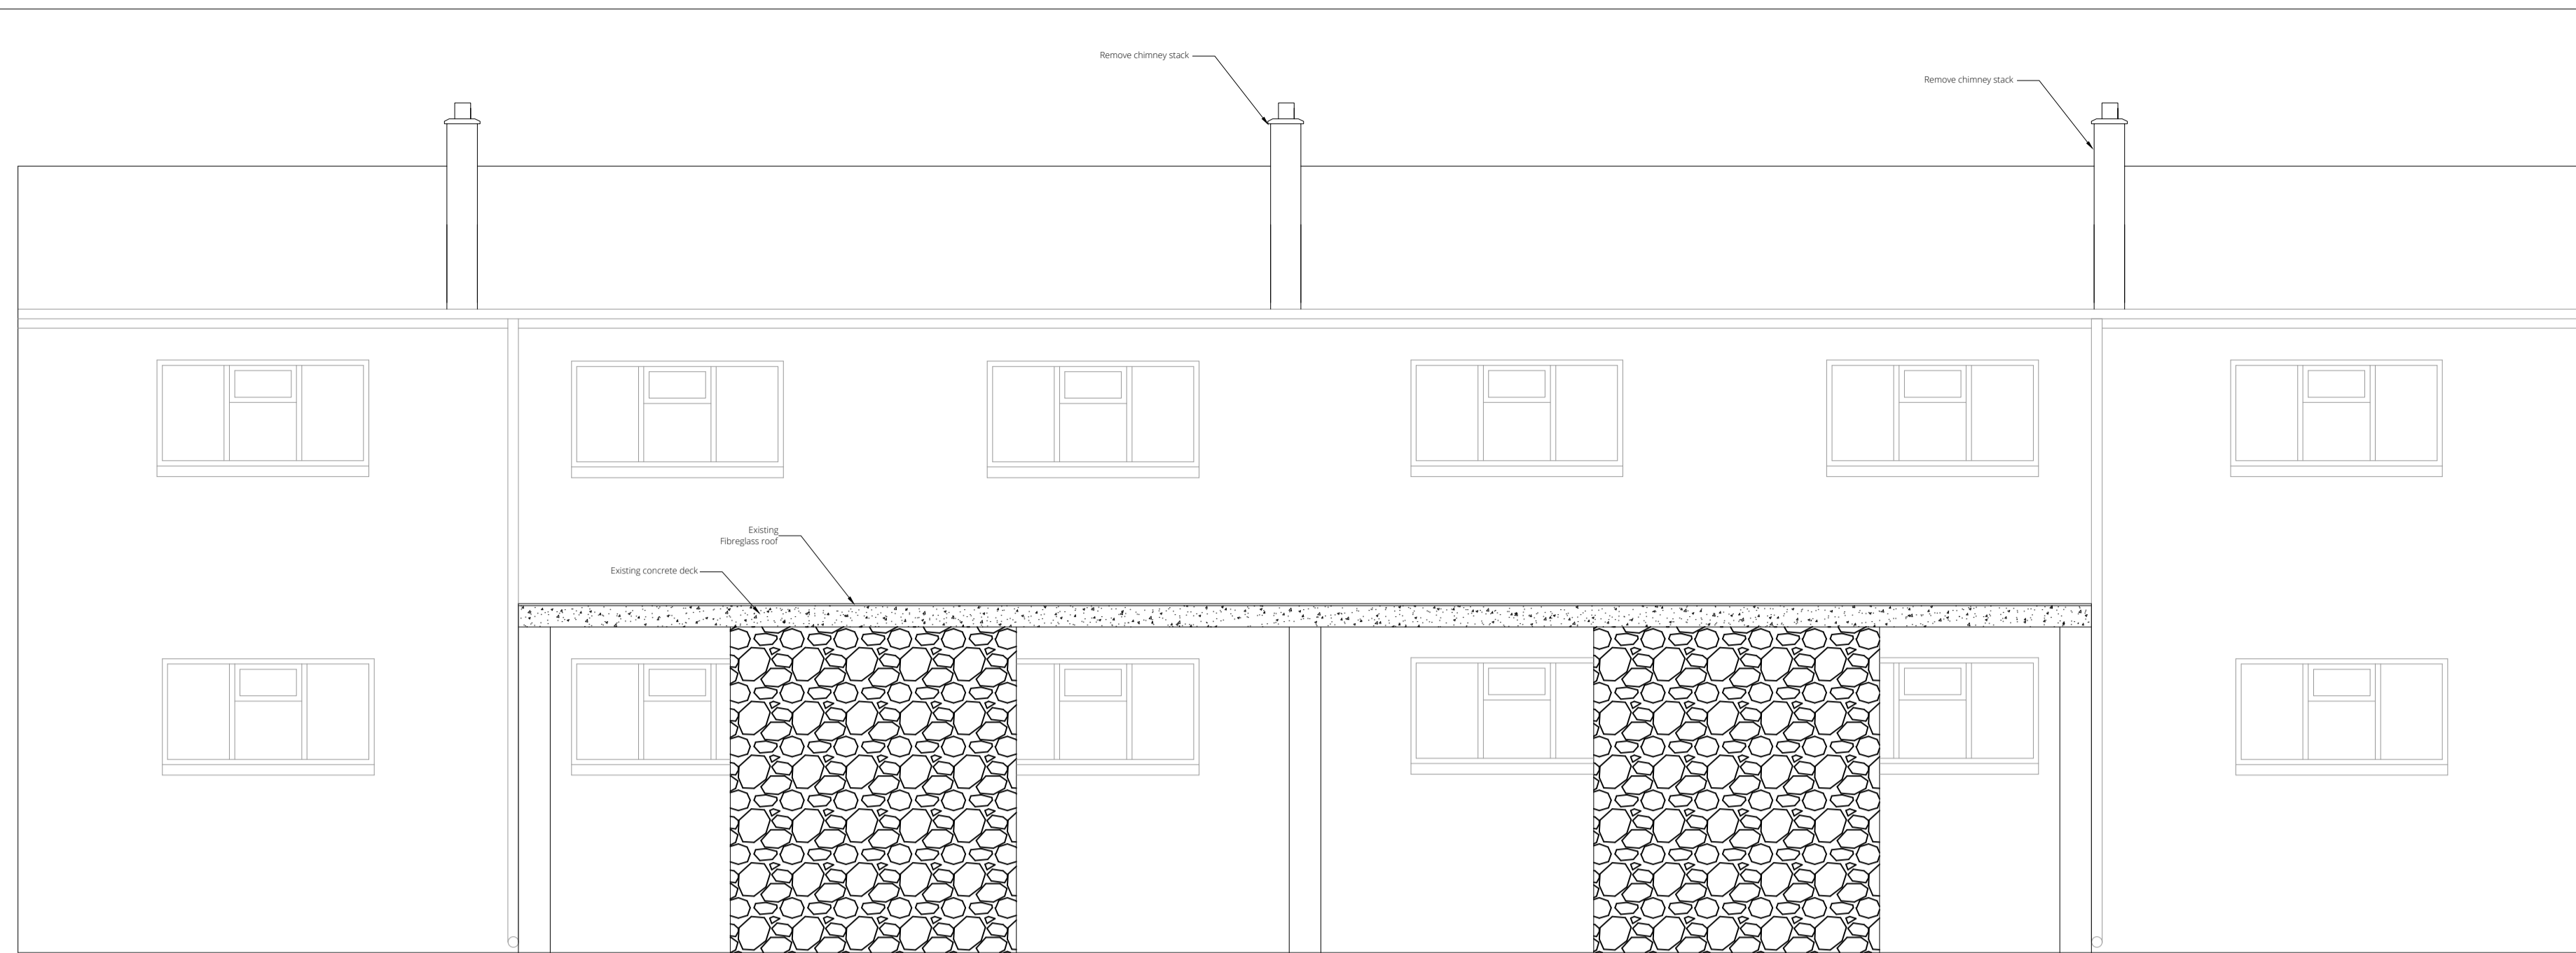 Remove chimney stack
Remove chimney stack
Existing
Fibreglass roof
Existing concrete deck